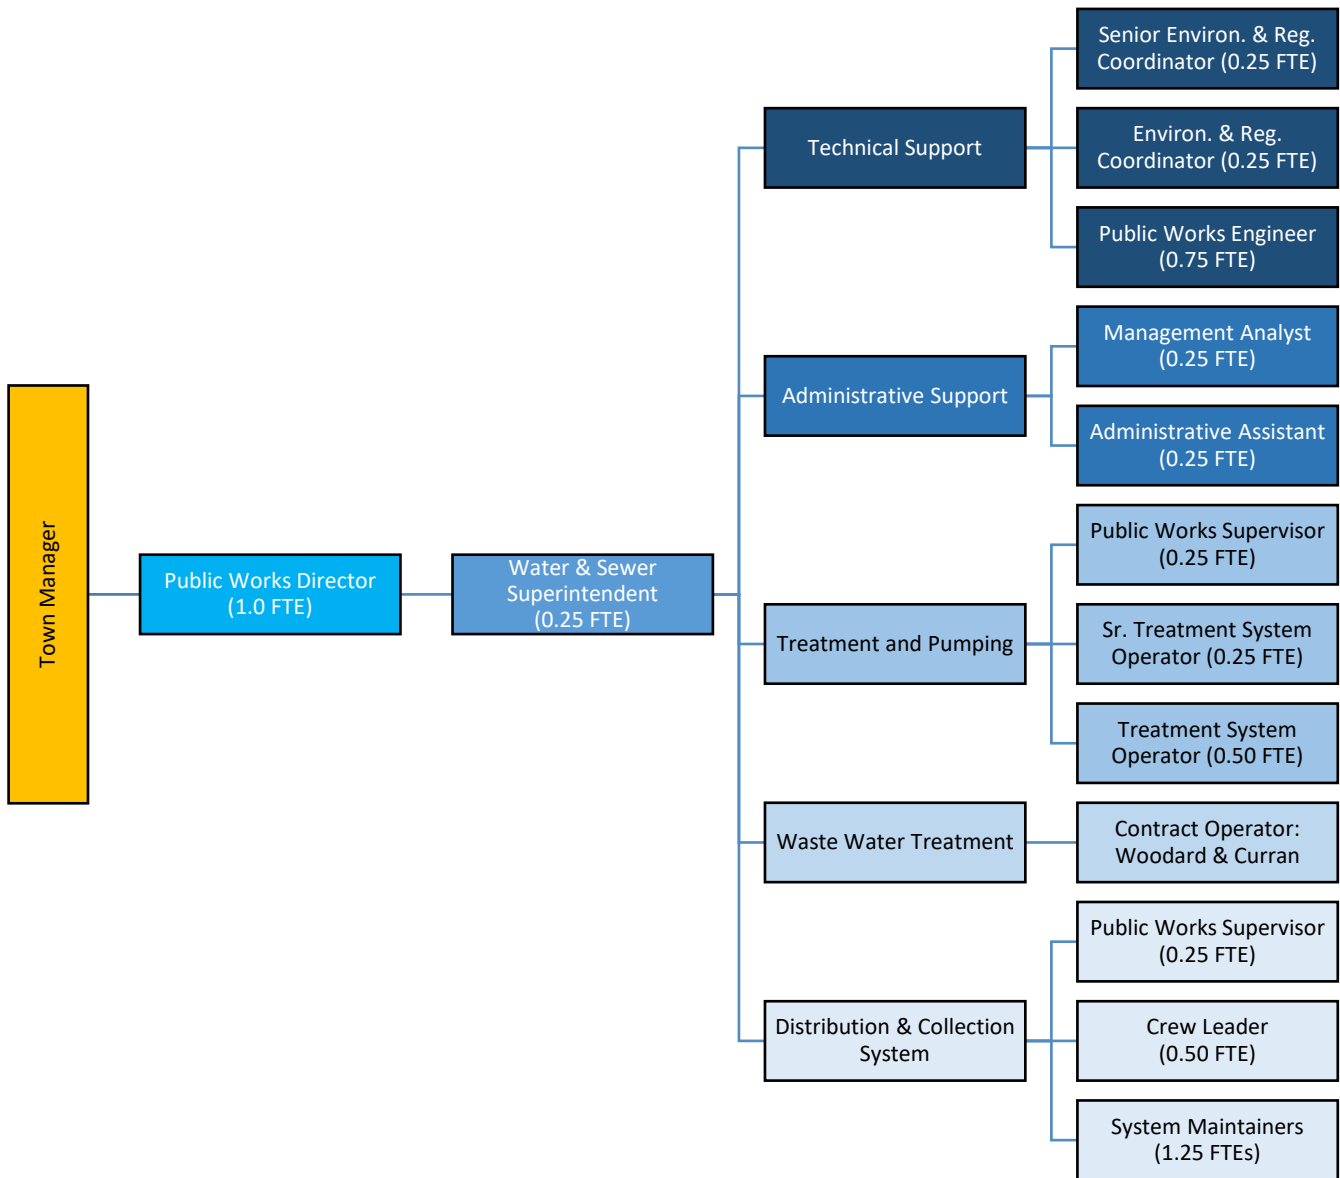 Town Manager
Public Works Director
(1.0 FTE)
Water & Sewer
Superintendent
(0.25 FTE)
Technical Support
Senior Environ. & Reg.
Coordinator (0.25 FTE)
Environ. & Reg.
Coordinator (0.25 FTE)
Public Works Engineer
(0.75 FTE)
Administrative Support
Management Analyst
(0.25 FTE)
Administrative Assistant
(0.25 FTE)
Treatment and Pumping
Public Works Supervisor
(0.25 FTE)
Sr. Treatment System
Operator (0.25 FTE)
Treatment System
Operator (0.50 FTE)
Waste Water Treatment
Contract Operator:
Woodard & Curran
Distribution & Collection
System
Public Works Supervisor
(0.25 FTE)
Crew Leader
(0.50 FTE)
System Maintainers
(1.25 FTEs)